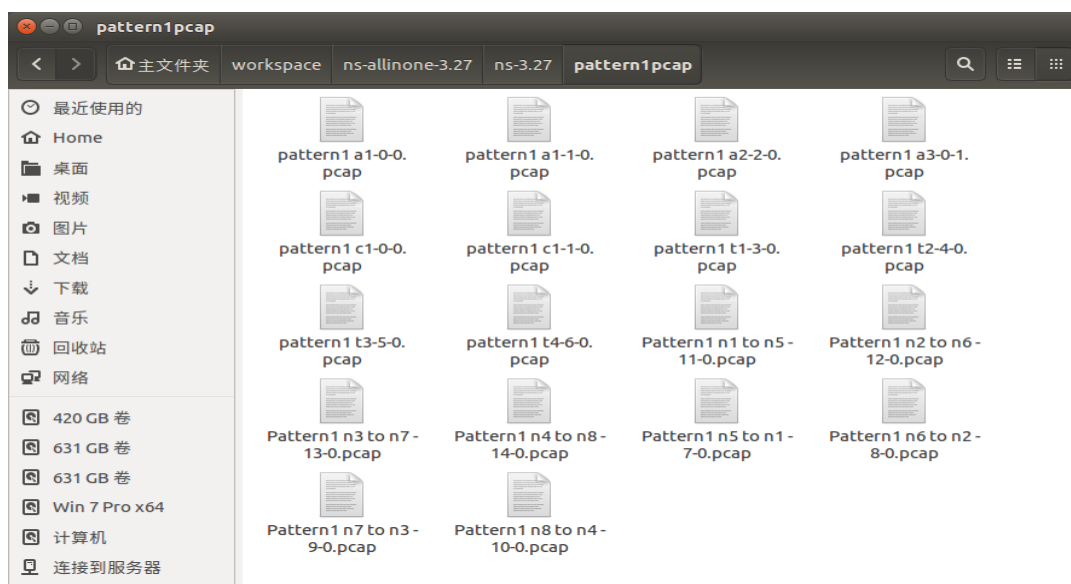 pattern1pcap
主文件夹 workspace ns-allinone-3.27 ns-3.27 pattern1pcap
最近使用的
Home
桌面
视频
图片
文档
下载
音乐
回收站
网络
420 GB 卷
631 GB 卷
631 GB 卷
Win 7 Pro x64
计算机
连接到服务器
pattern1 a1-0-0.
pcap
pattern1 a1-1-0.
pcap
pattern1 a2-2-0.
pcap
pattern1 a3-0-1.
pcap
pattern1 c1-0-0.
pcap
pattern1 c1-1-0.
pcap
pattern1 t1-3-0.
pcap
pattern1 t2-4-0.
pcap
pattern1 t3-5-0.
pcap
pattern1 t4-6-0.
pcap
Pattern1 n1 to n5 -
11-0.pcap
Pattern1 n2 to n6 -
12-0.pcap
Pattern1 n3 to n7 -
13-0.pcap
Pattern1 n4 to n8 -
14-0.pcap
Pattern1 n5 to n1 -
7-0.pcap
Pattern1 n6 to n2 -
8-0.pcap
Pattern1 n7 to n3 -
9-0.pcap
Pattern1 n8 to n4 -
10-0.pcap